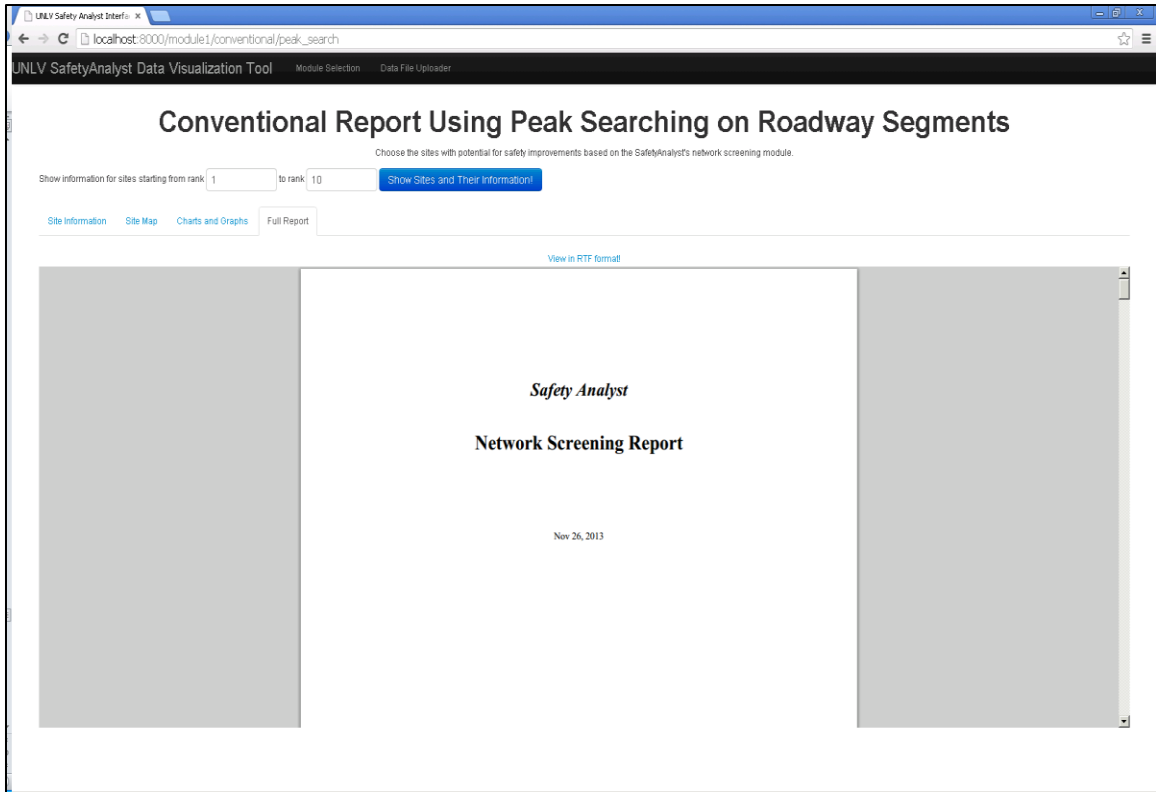 UNLV Safety Analyst Interfa
localhost:8000/module1/conventional/peak_search
UNLV SafetyAnalyst Data Visualization Tool Module Selection Data File Uploader
Conventional Report Using Peak Searching on Roadway Segments
Choose the sites with potential for safety improvements based on the SafetyAnalyst's network screening module.
Show information for sites starting from rank 1 to rank 10 Show Sites and Their Information!
Site Information Site Map Charts and Graphs Full Report
View in RTF format!
Safety Analyst
Network Screening Report
Nov 26, 2013